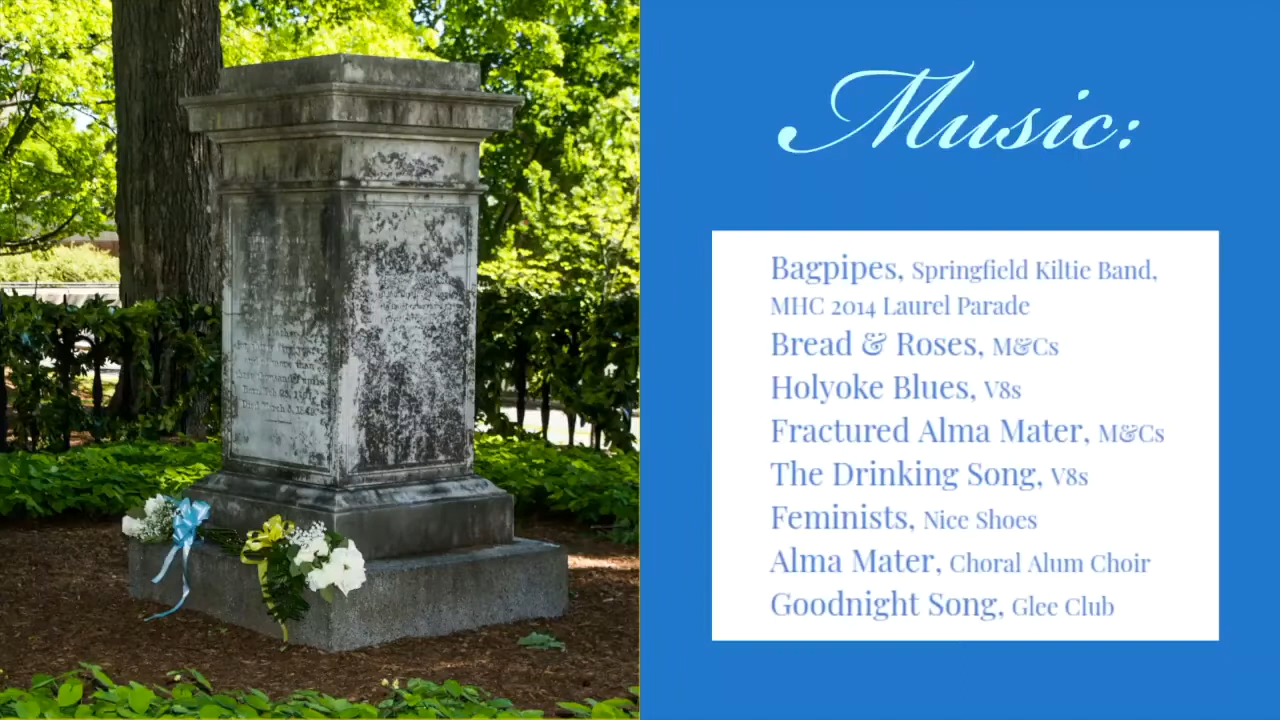 Music:
Bagpipes, Springfield Kiltie Band,
MHC 2014 Laurel Parade
Bread & Roses, M&Cs
Holyoke Blues, V8s
Fractured Alma Mater, M&Cs
The Drinking Song, V8s
Feminists, Nice Shoes
Alma Mater, Choral Alum Choir
Goodnight Song, Glee Club